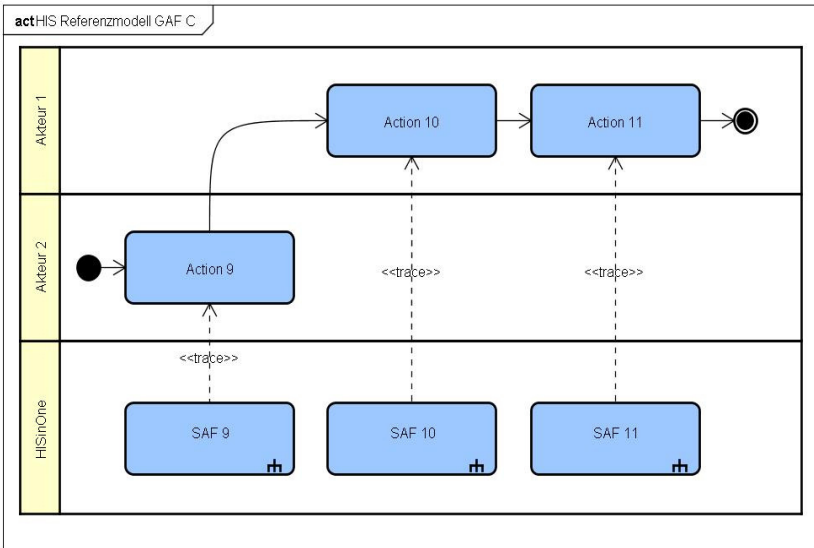 act HIS Referenzmodell GAF C
Akteur 1
Action 10
Action 11
Akteur 2
Action 9
<<trace>>
<<trace>>
<<trace>>
HISinOne
SAF 9
SAF 10
SAF 11